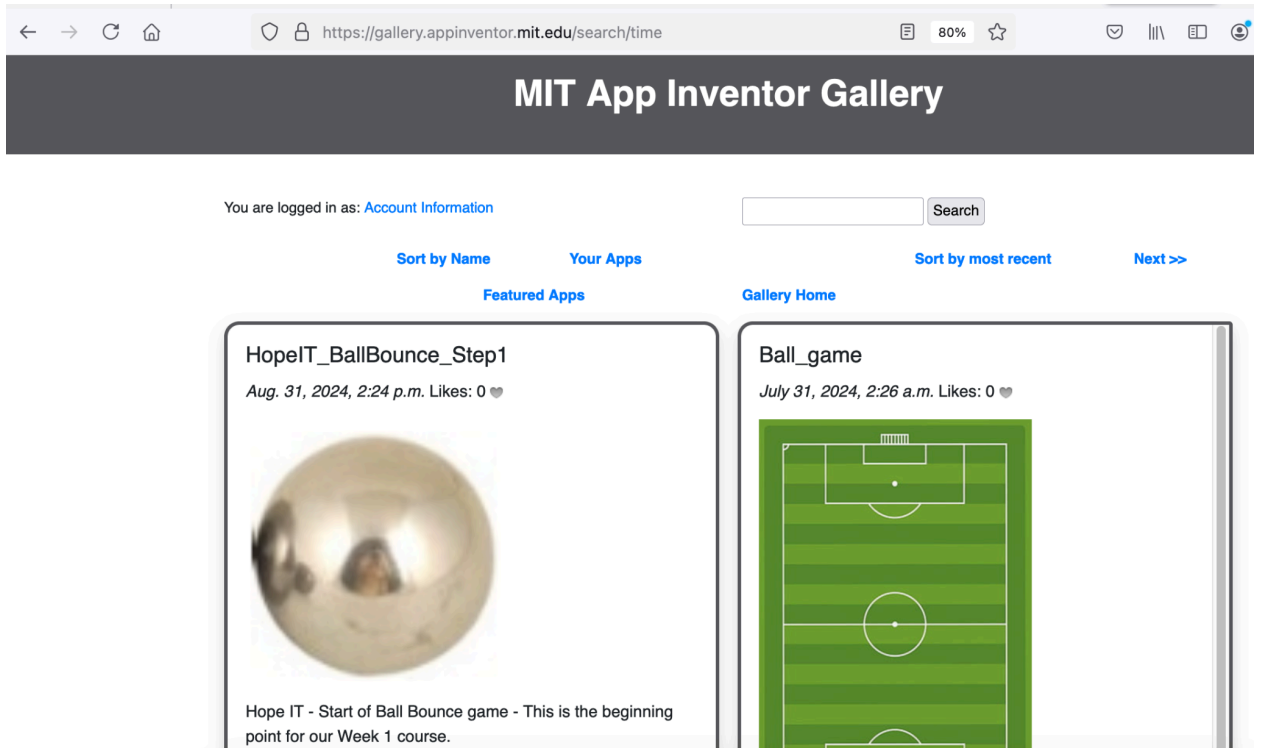 https://gallery.appinventor.mit.edu/search/time
80%
MIT App Inventor Gallery
You are logged in as: Account Information
Search
Sort by Name
Your Apps
Sort by most recent
Next >>
Featured Apps
Gallery Home
HopeIT_BallBounce_Step1
Aug. 31, 2024, 2:24 p.m. Likes: 0
Hope IT - Start of Ball Bounce game - This is the beginning
point for our Week 1 course.
Ball_game
July 31, 2024, 2:26 a.m. Likes: 0